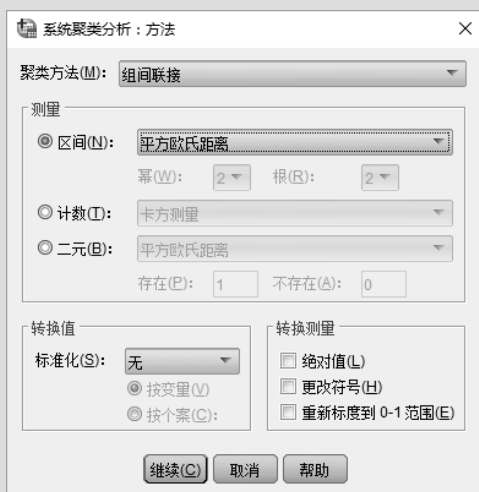 系统聚类分析：方法
聚类方法(M)： 组间联接
测量
区间(N)： 平方欧氏距离
幂(W)： 2 根(R)： 2
计数(T)： 卡方测量
二元(B)： 平方欧氏距离
存在(P)： 1 不存在(A)： 0
转换值
标准化(S)： 无
按变量(V)
按个案(C)：
转换测量
绝对值(L)
更改符号(H)
重新标度到 0-1 范围(E)
继续(C) 取消 帮助